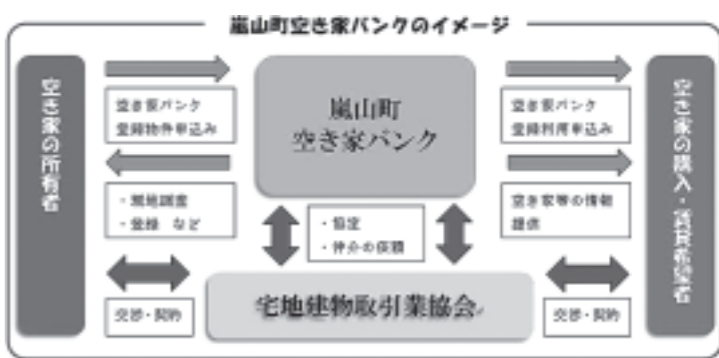 嵐山町空き家バンクのイメージ
空き家の所有者
空き家バンク
登録物件申込み
・現地調査
・登録 など
交渉・契約
嵐山町
空き家バンク
・協定
・仲介の依頼
宅地建物取引業協会
空き家バンク
登録利用申込み
空き家等の情報
提供
交渉・契約
空き家の購入・賃貸希望者